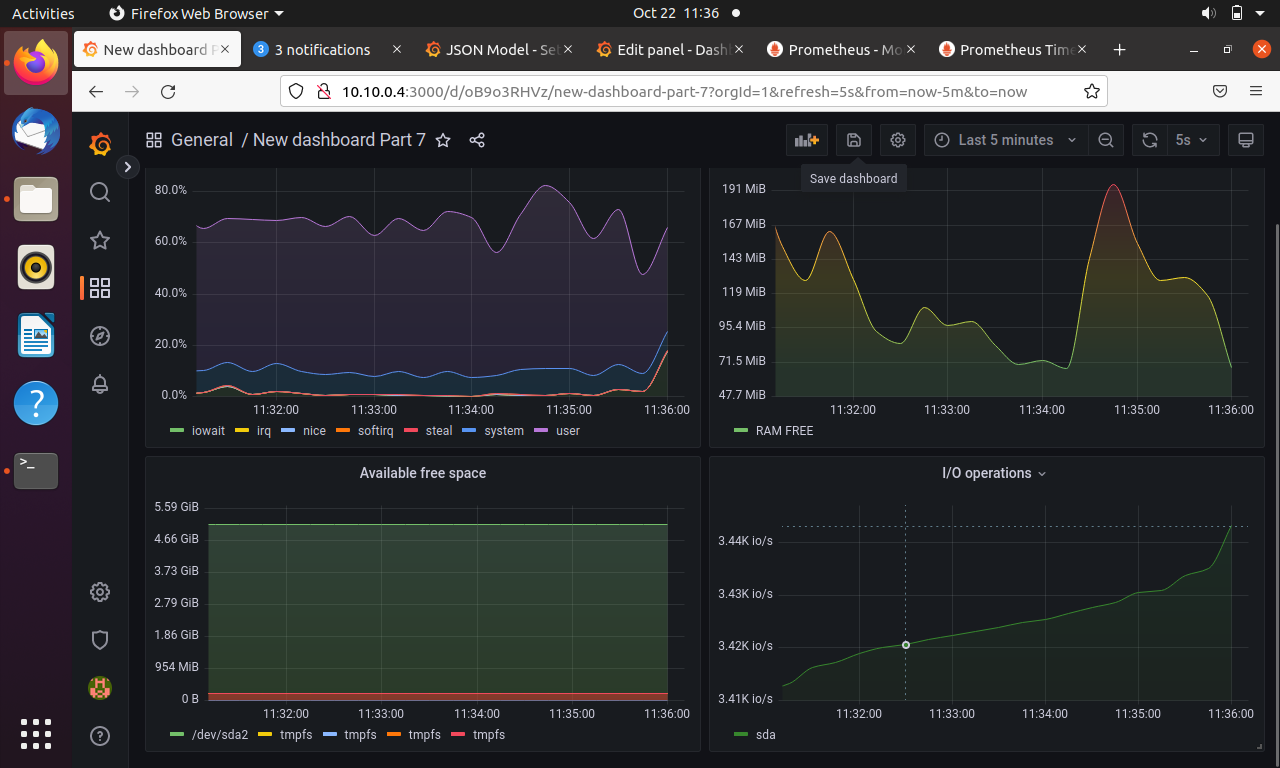 Activities
Firefox Web Browser
Oct 22 11:36
New dashboard P
3 notifications
JSON Model - Set
Edit panel - Dash
Prometheus - Mo
Prometheus Time
10.10.0.4:3000/d/oB9o3RHVz/new-dashboard-part-7?orgId=1&refresh=5s&from=now-5m&to=now
General / New dashboard Part 7
Last 5 minutes
5s
Save dashboard
80.0%
60.0%
40.0%
20.0%
0.0%
11:32:00 11:33:00 11:34:00 11:35:00 11:36:00
iowait irq nice softirq steal system user
191 MiB
167 MiB
143 MiB
119 MiB
95.4 MiB
71.5 MiB
47.7 MiB
11:32:00 11:33:00 11:34:00 11:35:00 11:36:00
RAM FREE
Available free space
5.59 GiB
4.66 GiB
3.73 GiB
2.79 GiB
1.86 GiB
954 MiB
0 B
11:32:00 11:33:00 11:34:00 11:35:00 11:36:00
/dev/sda2 tmpfs tmpfs tmpfs tmpfs
I/O operations
3.44K io/s
3.43K io/s
3.42K io/s
3.41K io/s
11:32:00 11:33:00 11:34:00 11:35:00 11:36:00
sda